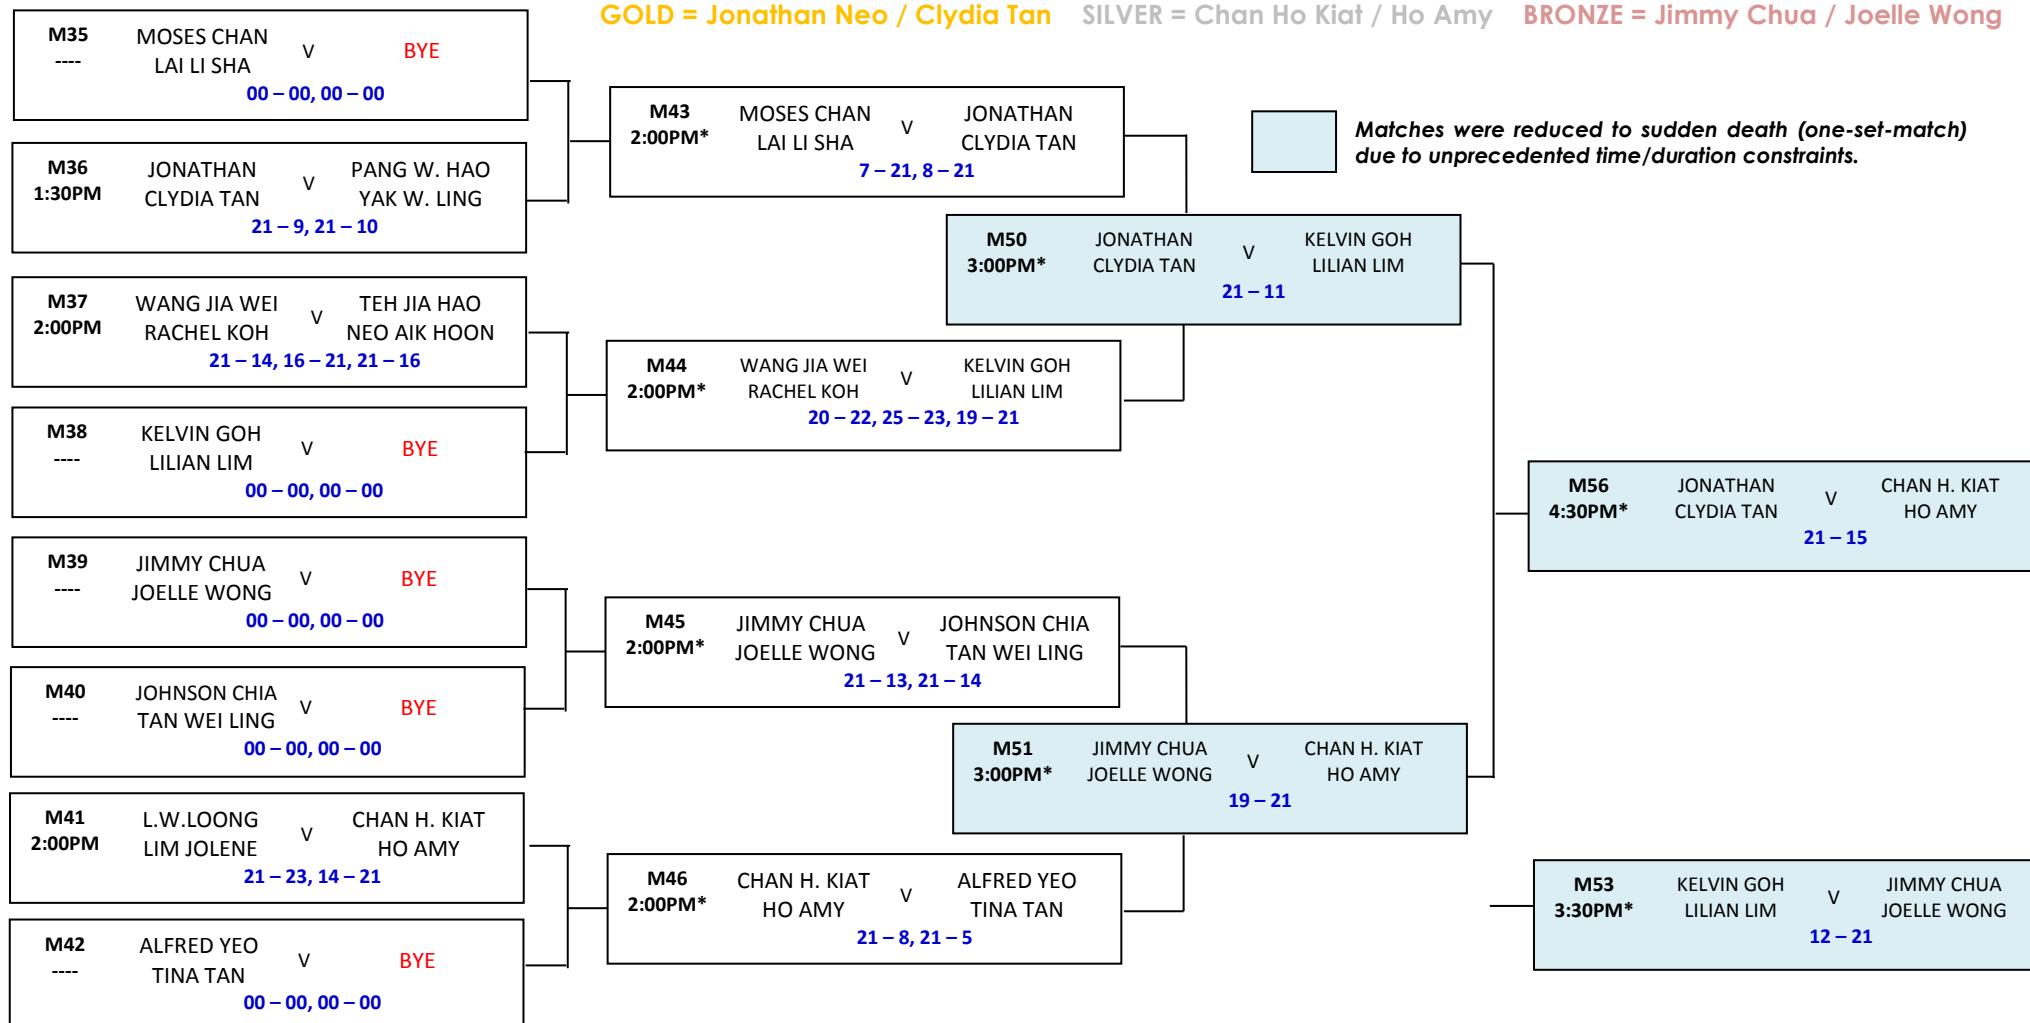 GOLD = Jonathan Neo / Clydia Tan SILVER = Chan Ho Kiat / Ho Amy BRONZE = Jimmy Chua / Joelle Wong
M35 MOSES CHAN V BYE
---- LAI LI SHA
00 – 00, 00 – 00
M36 JONATHAN V PANG W. HAO
1:30PM CLYDIA TAN YAK W. LING
21 – 9, 21 – 10
M37 WANG JIA WEI V TEH JIA HAO
2:00PM RACHEL KOH NEO AIK HOON
21 – 14, 16 – 21, 21 – 16
M38 KELVIN GOH V BYE
---- LILIAN LIM
00 – 00, 00 – 00
M39 JIMMY CHUA V BYE
---- JOELLE WONG
00 – 00, 00 – 00
M40 JOHNSON CHIA V BYE
---- TAN WEI LING
00 – 00, 00 – 00
M41 L.W.LOONG V CHAN H. KIAT
2:00PM LIM JOLENE HO AMY
21 – 23, 14 – 21
M42 ALFRED YEO V BYE
---- TINA TAN
00 – 00, 00 – 00
M43 MOSES CHAN V JONATHAN
2:00PM* LAI LI SHA CLYDIA TAN
7 – 21, 8 – 21
M44 WANG JIA WEI V KELVIN GOH
2:00PM* RACHEL KOH LILIAN LIM
20 – 22, 25 – 23, 19 – 21
M45 JIMMY CHUA V JOHNSON CHIA
2:00PM* JOELLE WONG TAN WEI LING
21 – 13, 21 – 14
M46 CHAN H. KIAT V ALFRED YEO
2:00PM* HO AMY TINA TAN
21 – 8, 21 – 5
Matches were reduced to sudden death (one-set-match)
due to unprecedented time/duration constraints.
M50 JONATHAN V KELVIN GOH
3:00PM* CLYDIA TAN LILIAN LIM
21 – 11
M51 JIMMY CHUA V CHAN H. KIAT
3:00PM* JOELLE WONG HO AMY
19 – 21
M56 JONATHAN V CHAN H. KIAT
4:30PM* CLYDIA TAN HO AMY
21 – 15
M53 KELVIN GOH V JIMMY CHUA
3:30PM* LILIAN LIM JOELLE WONG
12 – 21